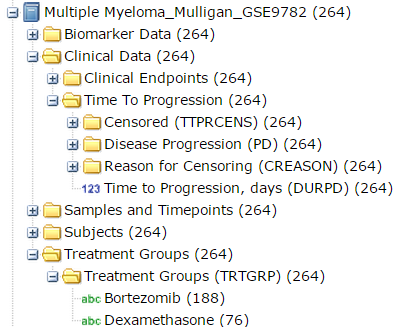 Multiple Myeloma_Mulligan_GSE9782 (264)
Biomarker Data (264)
Clinical Data (264)
Clinical Endpoints (264)
Time To Progression (264)
Censored (TTPRCENS) (264)
Disease Progression (PD) (264)
Reason for Censoring (CREASON) (264)
123 Time to Progression, days (DURPD) (264)
Samples and Timepoints (264)
Subjects (264)
Treatment Groups (264)
Treatment Groups (TRTGRP) (264)
abc Bortezomib (188)
abc Dexamethasone (76)